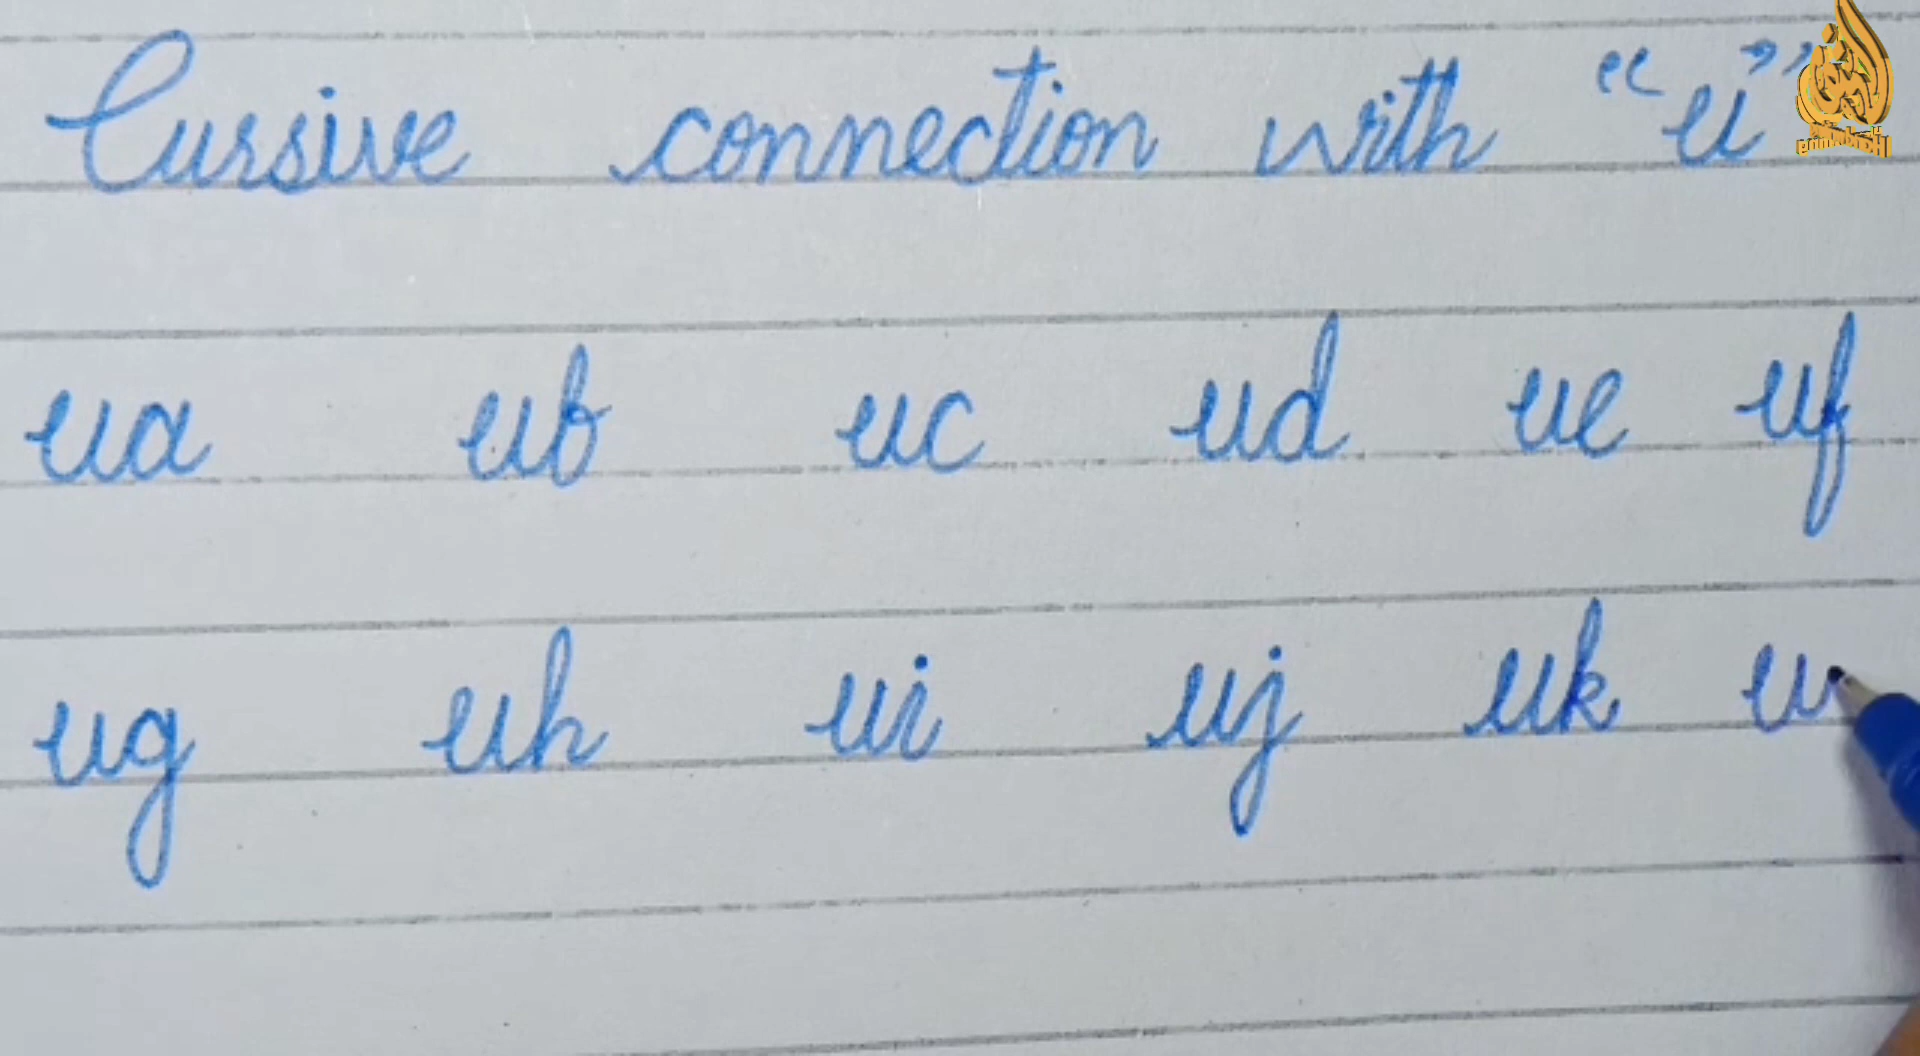 Cursive connection with “u”
ua ub uc ud ue uf
ug uh ui uj uk u